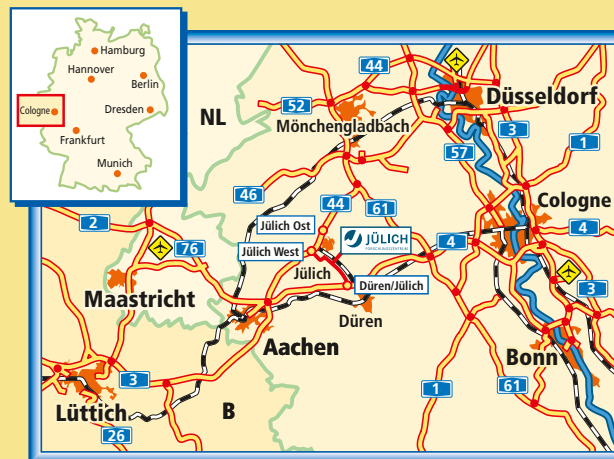 Hamburg
Hannover
Berlin
Cologne
Dresden
Frankfurt
Munich
44
Düsseldorf
NL
52
Mönchengladbach
3
1
57
46
44
61
Cologne
2
Jülich Ost
JÜLICH
FORSCHUNGSZENTRUM
4
4
76
Jülich West
Jülich
Düren/Jülich
Maastricht
Düren
3
Aachen
Bonn
3
1
61
Lüttich
B
26